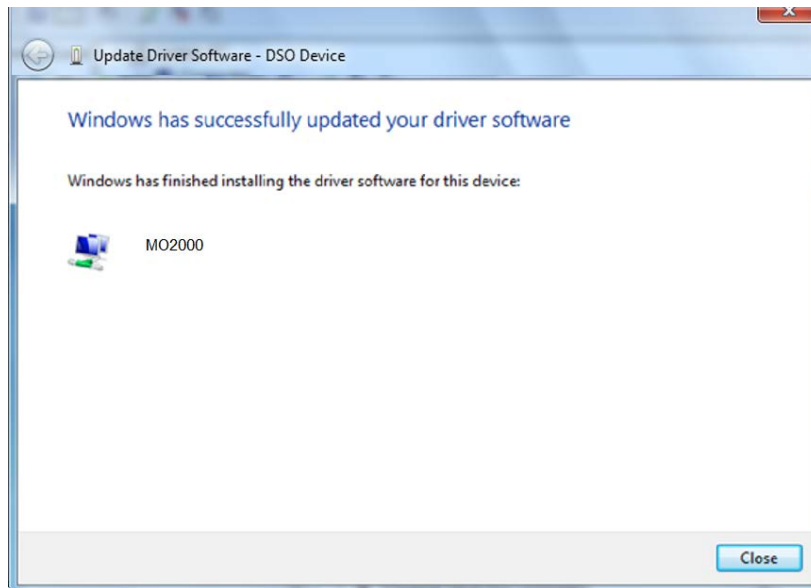 Update Driver Software - DSO Device
Windows has successfully updated your driver software
Windows has finished installing the driver software for this device:
MO2000
Close